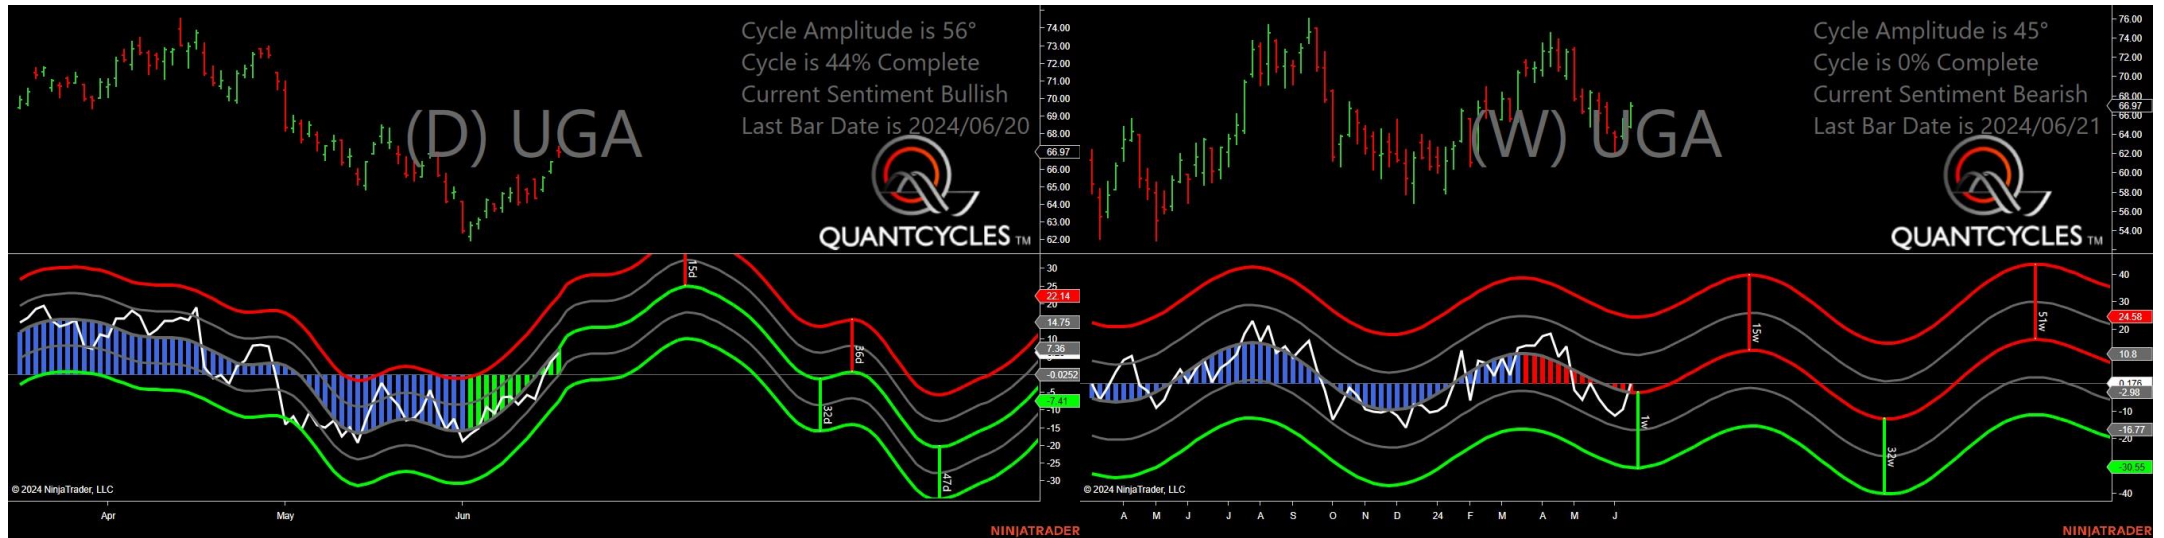 Cycle Amplitude is 56°
Cycle is 44% Complete
Current Sentiment Bullish
Last Bar Date is 2024/06/20
(D) UGA
QUANTCYCLES TM
74.00
73.00
72.00
71.00
70.00
69.00
68.00
66.97
66.00
65.00
64.00
63.00
62.00
15d
36d
32d
47d
30
25
22.14
20
14.75
10
7.36
-0.0252
-5
-7.41
-10
-15
-20
-25
-30
© 2024 NinjaTrader, LLC
Apr
May
Jun
NINJATRADER
Cycle Amplitude is 45°
Cycle is 0% Complete
Current Sentiment Bearish
Last Bar Date is 2024/06/21
(W) UGA
QUANTCYCLES TM
76.00
74.00
72.00
70.00
68.00
66.97
66.00
64.00
62.00
60.00
58.00
56.00
54.00
1w
15w
32w
51w
40
30
24.58
20
10.8
0.176
-2.98
-10
-16.77
-20
-30.55
-40
© 2024 NinjaTrader, LLC
A M J J A S O N D 24 F M A M J
NINJATRADER